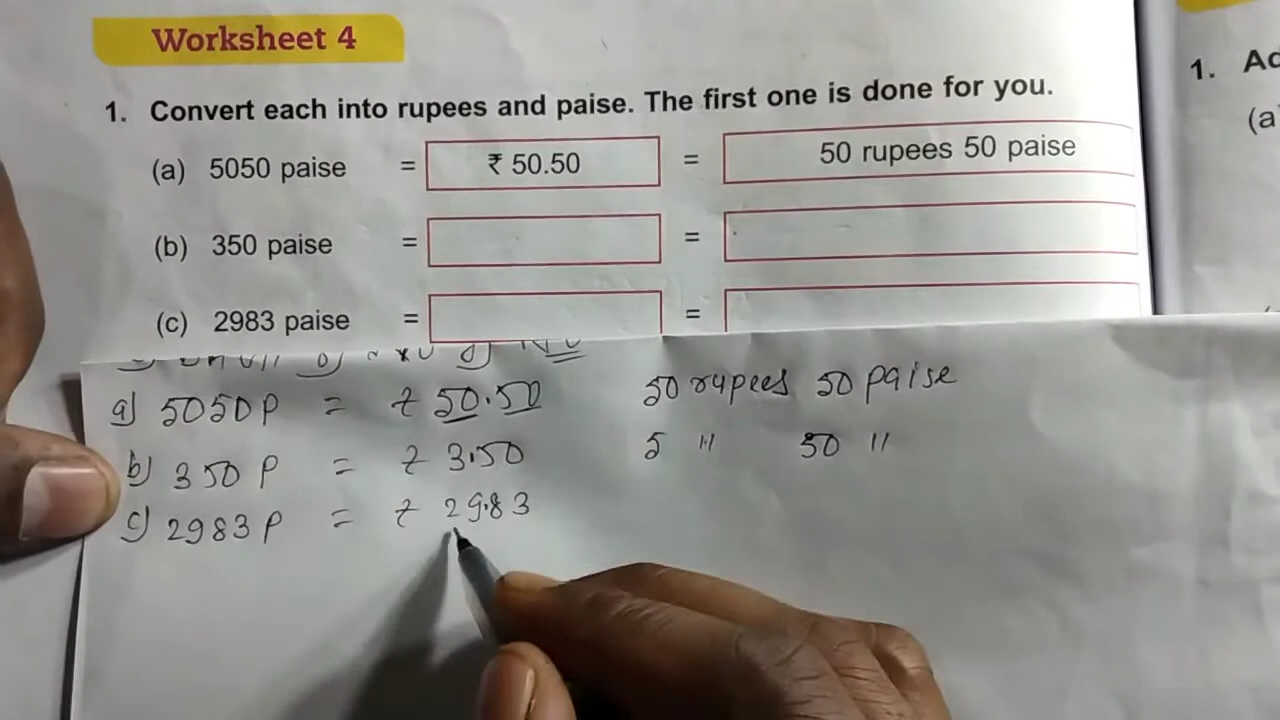 Worksheet 4
1. Convert each into rupees and paise. The first one is done for you.
(a) 5050 paise = ₹ 50.50 = 50 rupees 50 paise
(b) 350 paise = =
(c) 2983 paise = =
a) 5050 P = ₹ 50.50 50 rupees 50 paise
b) 350 P = ₹ 3.50 5 " 50 "
c) 2983 P = ₹ 29.83
1.
(a